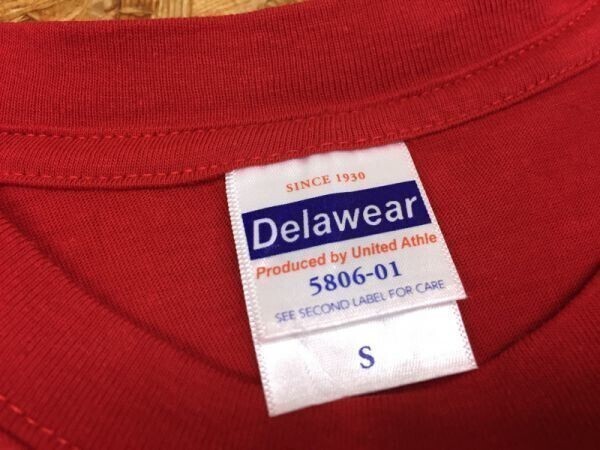 SINCE 1930
Delawear
Produced by United Athle
5806-01
SEE SECOND LABEL FOR CARE
S